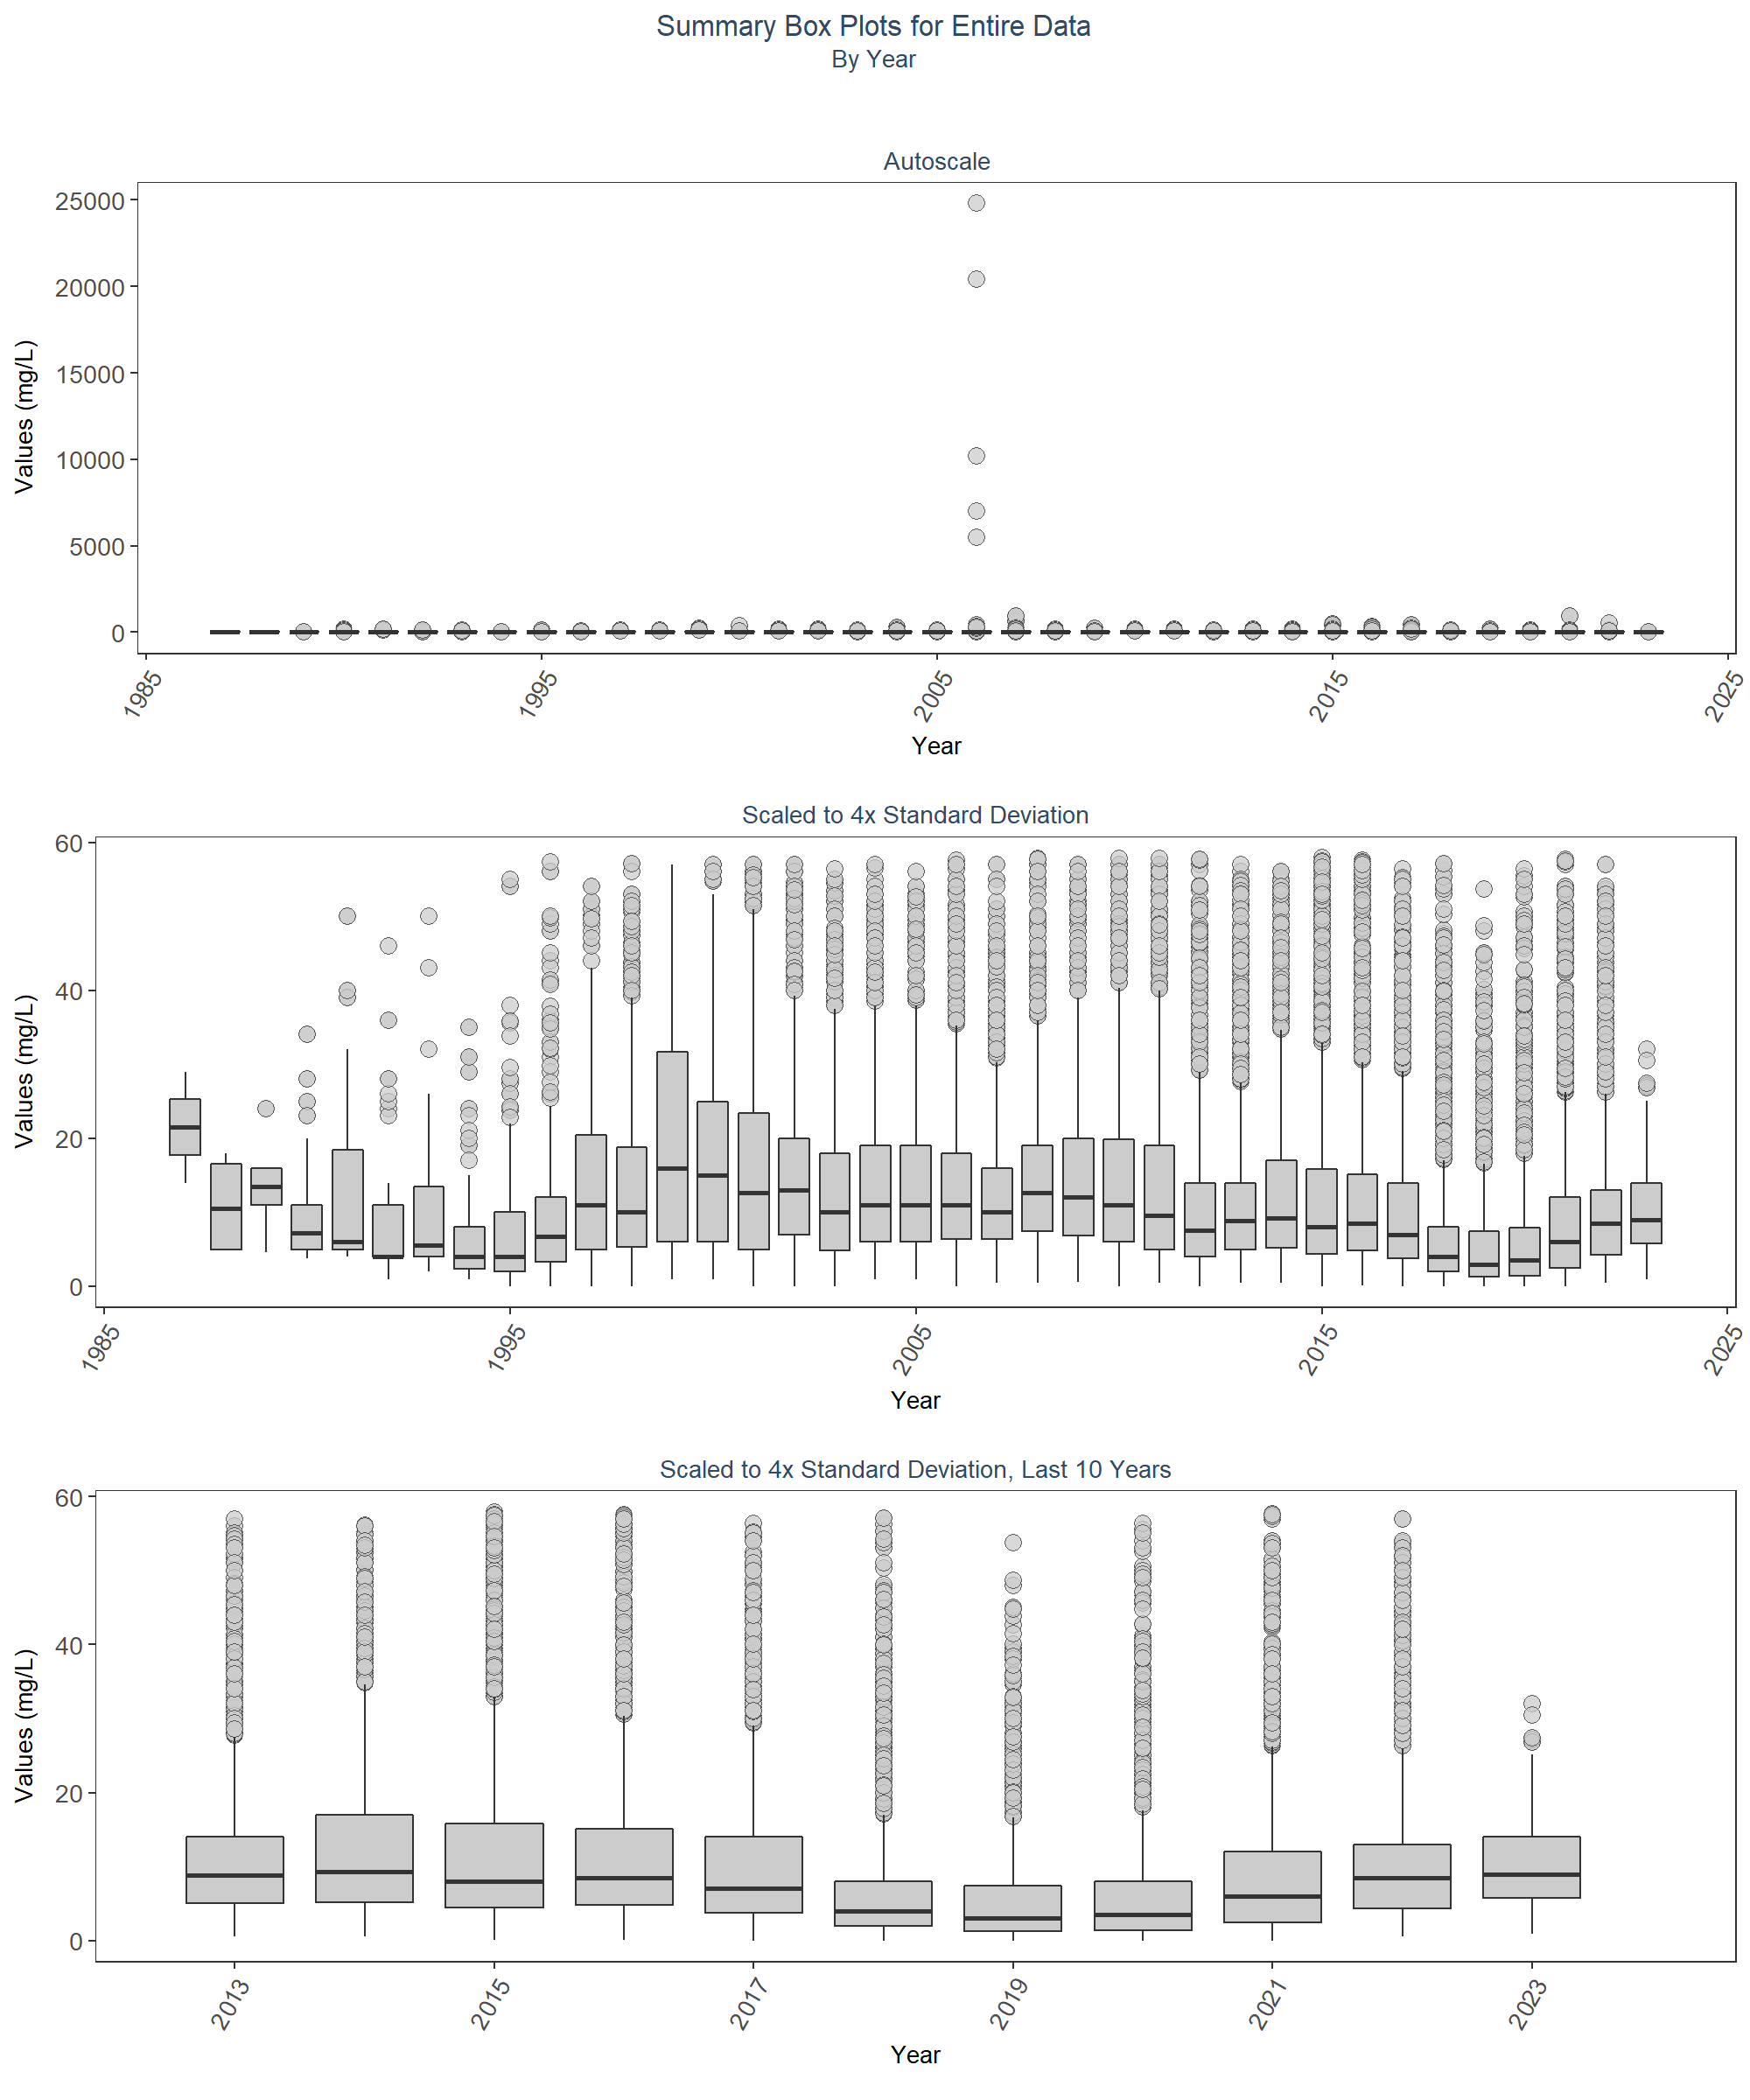 Summary Box Plots for Entire Data
By Year
Autoscale
Values (mg/L)
25000
20000
15000
10000
5000
0
1985
1995
2005
2015
2025
Year
Scaled to 4x Standard Deviation
Values (mg/L)
60
40
20
0
1985
1995
2005
2015
2025
Year
Scaled to 4x Standard Deviation, Last 10 Years
Values (mg/L)
60
40
20
0
2013
2015
2017
2019
2021
2023
Year